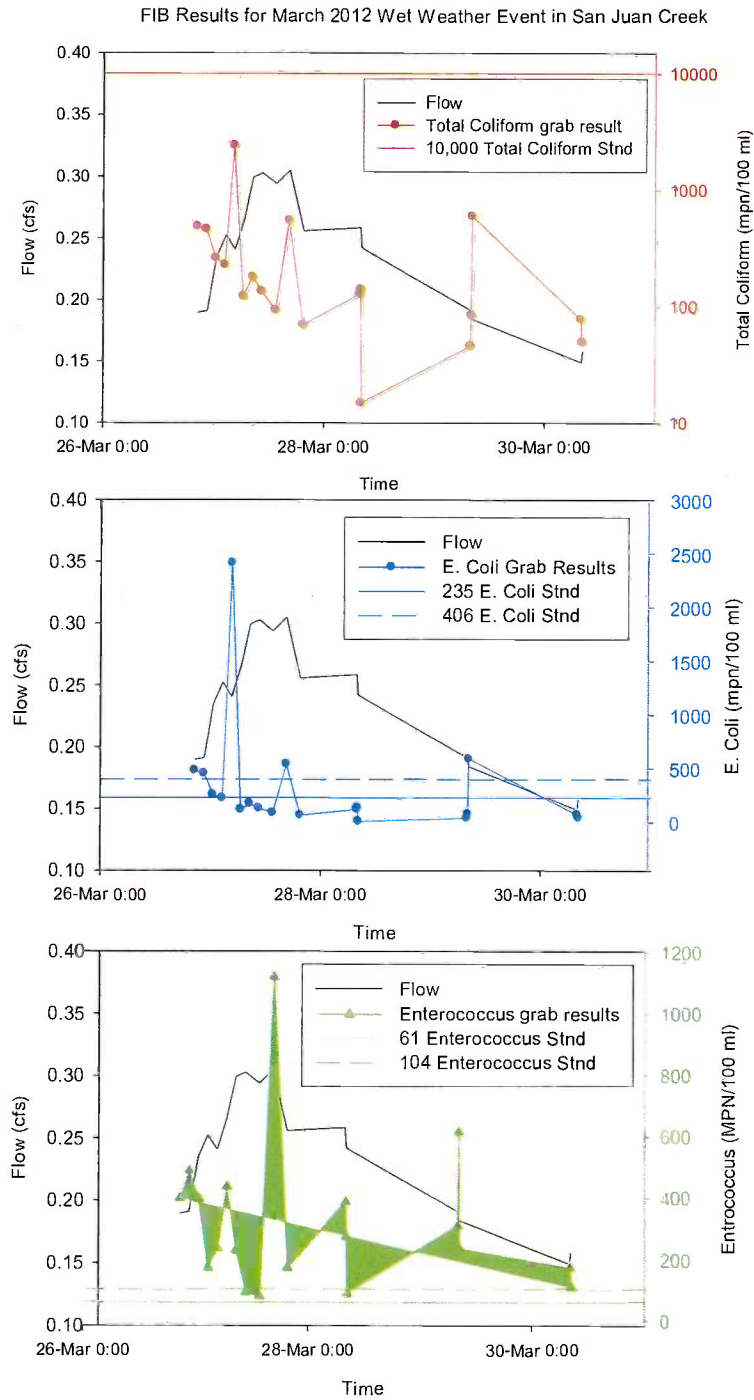 FIB Results for March 2012 Wet Weather Event in San Juan Creek
0.40
0.35
0.30
0.25
0.20
0.15
0.10
Flow (cfs)
Flow
Total Coliform grab result
10,000 Total Coliform Stnd
10000
1000
100
10
Total Coliform (mpn/100 ml)
26-Mar 0:00
28-Mar 0:00
30-Mar 0:00
Time
0.40
0.35
0.30
0.25
0.20
0.15
0.10
Flow (cfs)
Flow
E. Coli Grab Results
235 E. Coli Stnd
406 E. Coli Stnd
3000
2500
2000
1500
1000
500
0
E. Coli (mpn/100 ml)
26-Mar 0:00
28-Mar 0:00
30-Mar 0:00
Time
0.40
0.35
0.30
0.25
0.20
0.15
0.10
Flow (cfs)
Flow
Enterococcus grab results
61 Enterococcus Stnd
104 Enterococcus Stnd
1200
1000
800
600
400
200
0
Entrococcus (MPN/100 ml)
26-Mar 0:00
28-Mar 0:00
30-Mar 0:00
Time